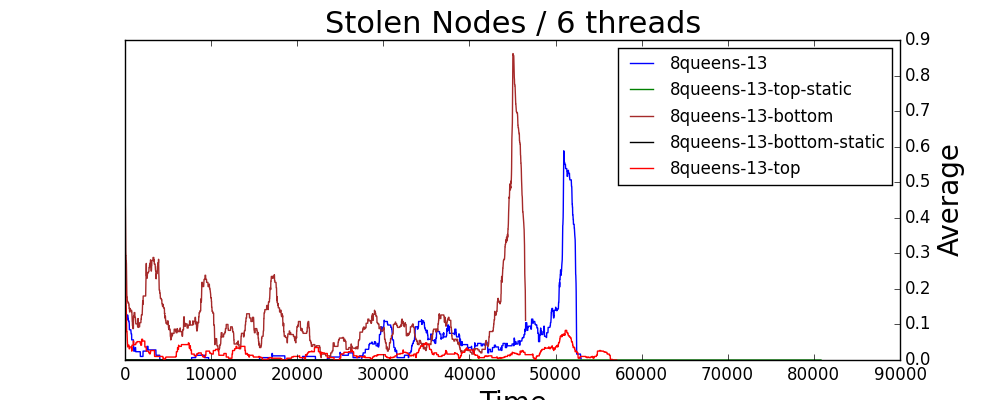 Stolen Nodes / 6 threads
8queens-13
8queens-13-top-static
8queens-13-bottom
8queens-13-bottom-static
8queens-13-top
0.9
0.8
0.7
0.6
0.5
0.4
0.3
0.2
0.1
0.0
Average
0 10000 20000 30000 40000 50000 60000 70000 80000 90000
Time